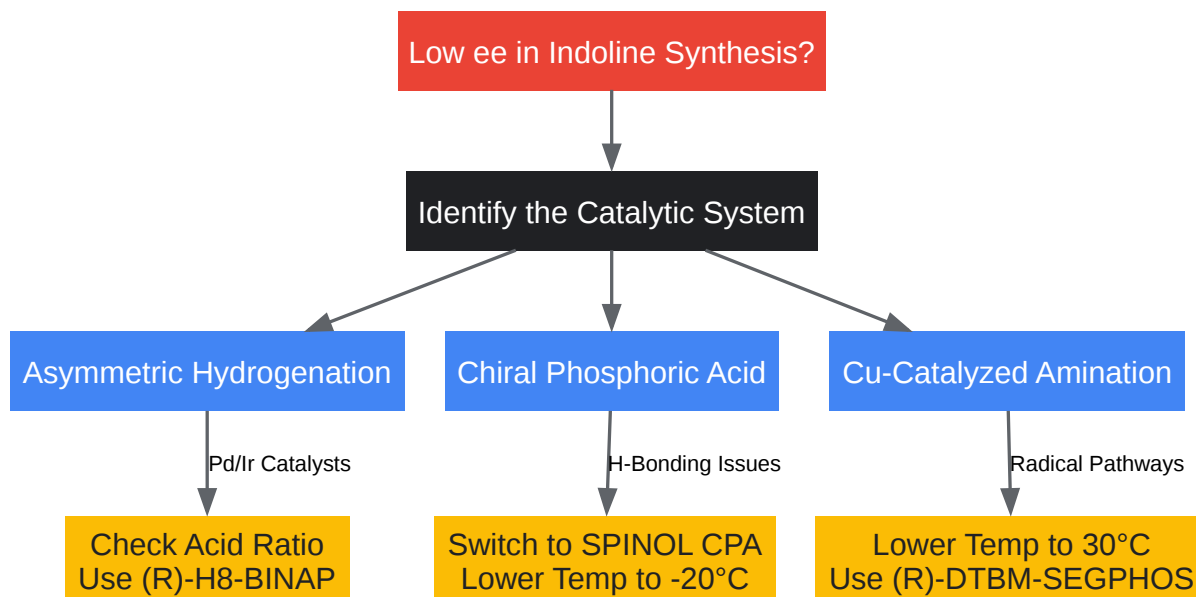 Low ee in Indoline Synthesis?
Identify the Catalytic System
Asymmetric Hydrogenation
Chiral Phosphoric Acid
Cu-Catalyzed Amination
Pd/Ir Catalysts
H-Bonding Issues
Radical Pathways
Check Acid Ratio
Use (R)-H8-BINAP
Switch to SPINOL CPA
Lower Temp to -20°C
Lower Temp to 30°C
Use (R)-DTBM-SEGPHOS